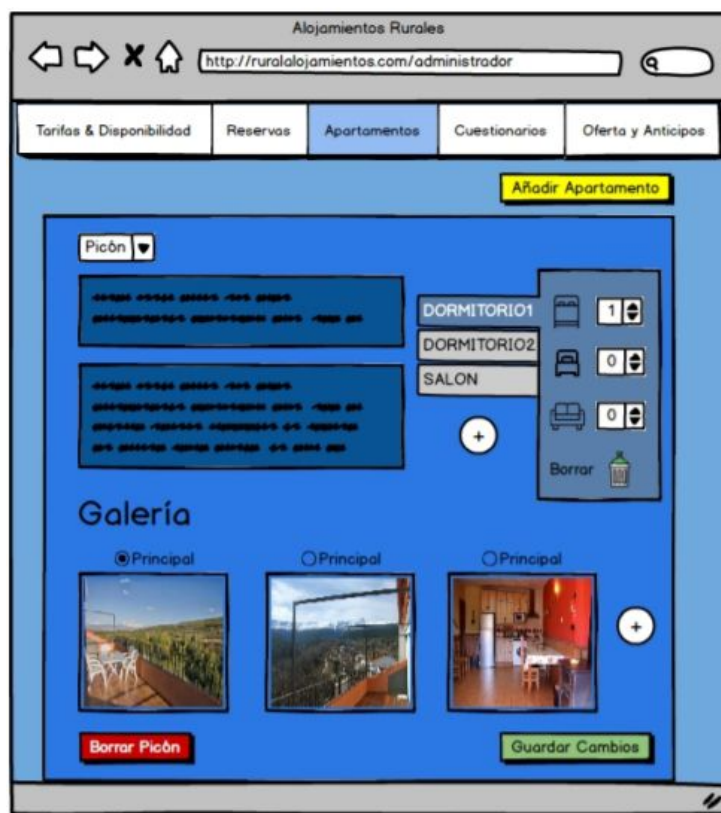 Alojamientos Rurales
http://ruralalojamientos.com/administrador
Tarifas & Disponibilidad
Reservas
Apartamentos
Cuestionarios
Oferta y Anticipos
Añadir Apartamento
Picón
DORMITORIO1
1
DORMITORIO2
0
SALON
0
+
Borrar
Galería
Principal
Principal
Principal
+
Borrar Picón
Guardar Cambios